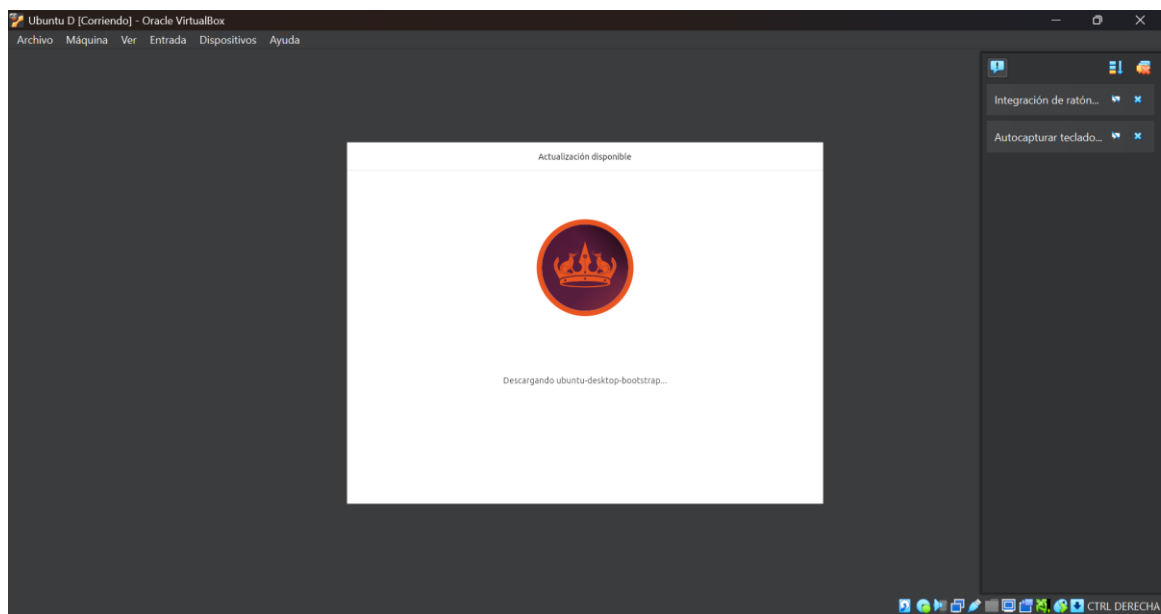 Ubuntu D [Corriendo] - Oracle VirtualBox
Archivo Máquina Ver Entrada Dispositivos Ayuda
Integración de ratón...
Autocapturar teclado...
Actualización disponible
Descargando ubuntu-desktop-bootstrap...
CTRL DERECHA